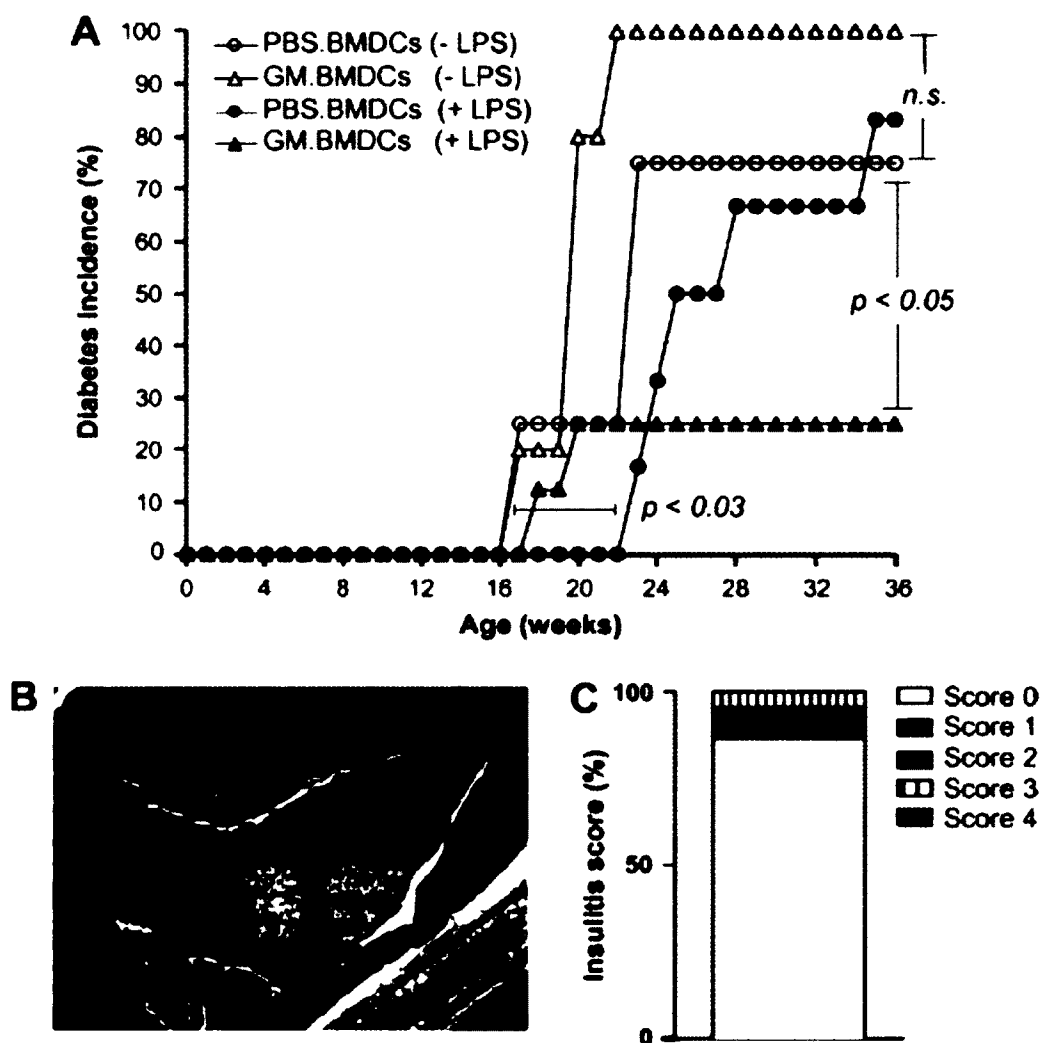 A
PBS.BMDCs (- LPS)
GM.BMDCs (- LPS)
PBS.BMDCs (+ LPS)
GM.BMDCs (+ LPS)
100
90
80
70
60
50
40
30
20
10
0
Diabetes incidence (%)
n.s.
p < 0.05
p < 0.03
0 4 8 12 16 20 24 28 32 36
Age (weeks)
B
C
100
50
0
Insulitis score (%)
Score 0
Score 1
Score 2
Score 3
Score 4